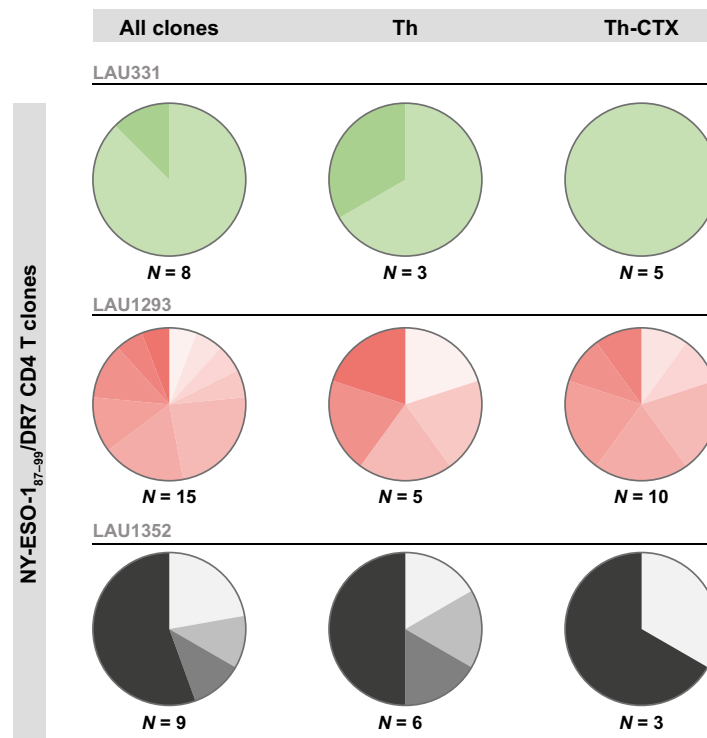 All clones Th Th-CTX
LAU331
N = 8 N = 3 N = 5
LAU1293
N = 15 N = 5 N = 10
LAU1352
N = 9 N = 6 N = 3
NY-ESO-1₈₇₋₉₉/DR7 CD4 T clones